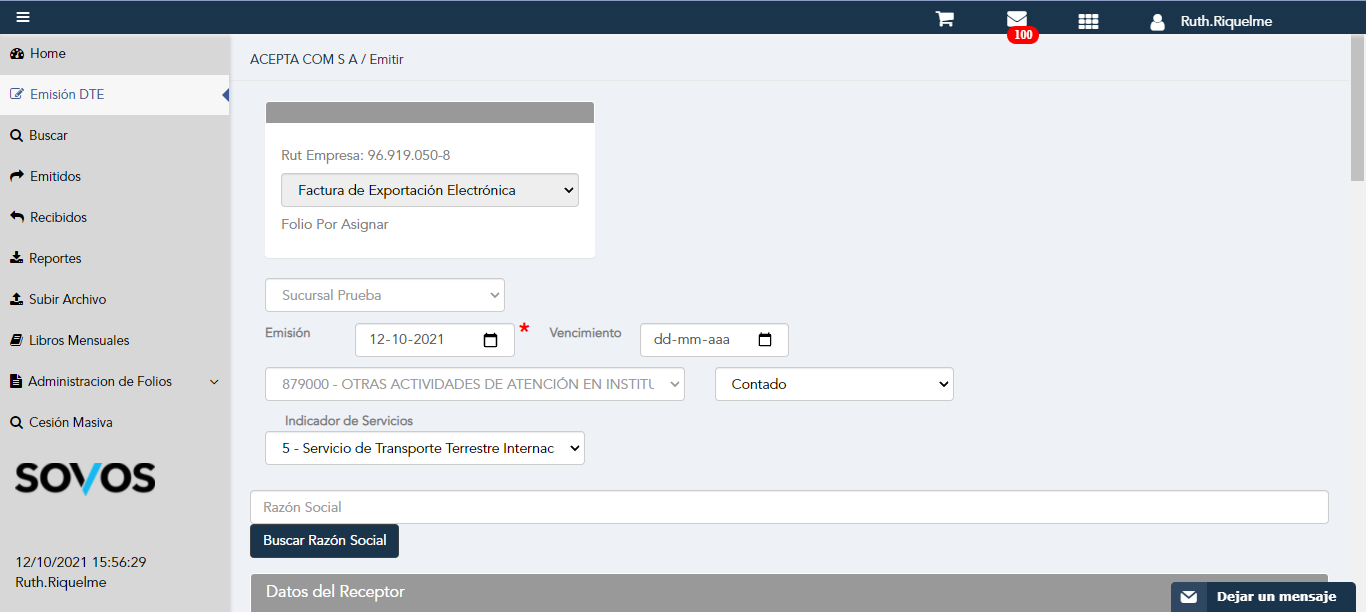 100
Ruth.Riquelme
Home
Emisión DTE
Buscar
Emitidos
Recibidos
Reportes
Subir Archivo
Libros Mensuales
Administracion de Folios
Cesión Masiva
SOVOS
12/10/2021 15:56:29
Ruth.Riquelme
ACEPTA COM S A / Emitir
Rut Empresa: 96.919.050-8
Factura de Exportación Electrónica
Folio Por Asignar
Sucursal Prueba
Emisión 12-10-2021 * Vencimiento dd-mm-aaa
879000 - OTRAS ACTIVIDADES DE ATENCIÓN EN INSTITU Contado
Indicador de Servicios
5 - Servicio de Transporte Terrestre Internac
Razón Social
Buscar Razón Social
Datos del Receptor
Dejar un mensaje